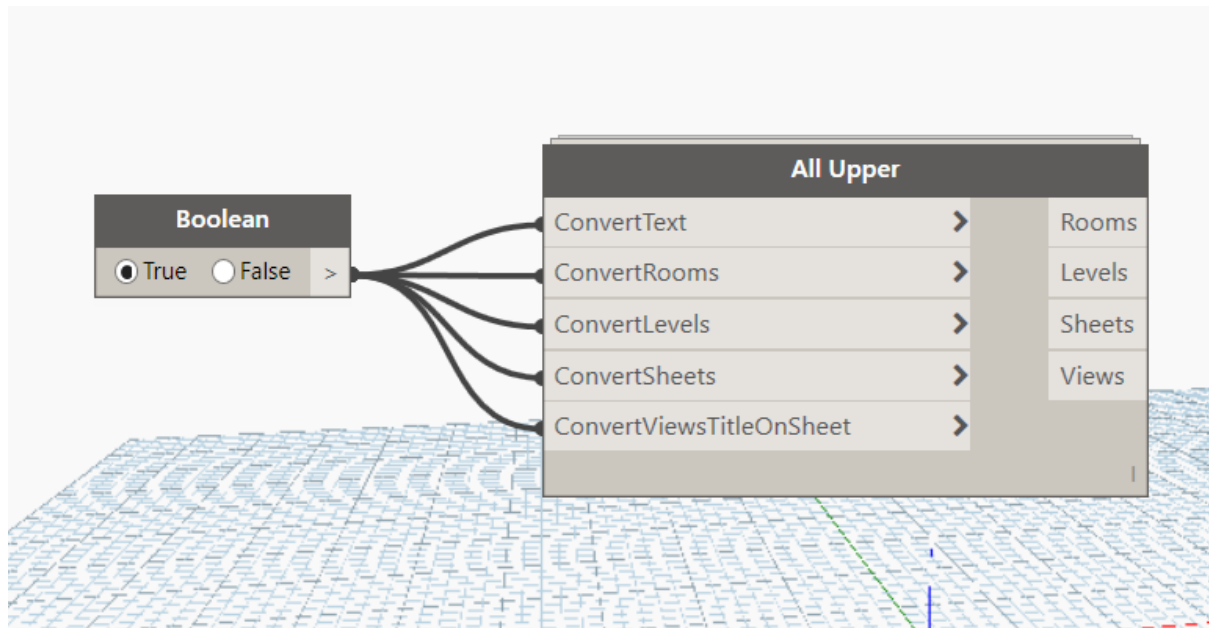 All Upper
Boolean
True False >
ConvertText
ConvertRooms
ConvertLevels
ConvertSheets
ConvertViewsTitleOnSheet
Rooms
Levels
Sheets
Views